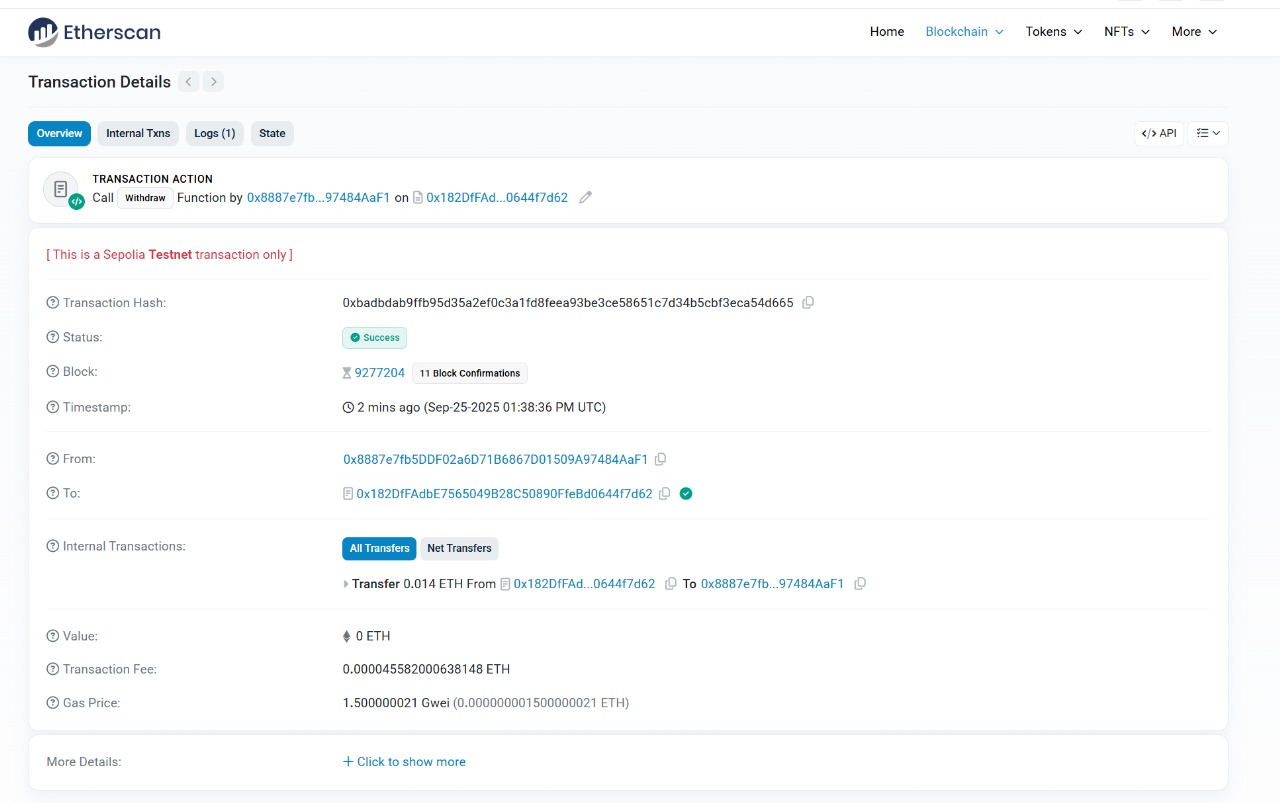 Etherscan
Home Blockchain Tokens NFTs More
Transaction Details
Overview Internal Txns Logs (1) State </> API
TRANSACTION ACTION
Call Withdraw Function by 0x8887e7fb...97484AaF1 on 0x182DfFAd...0644f7d62
[ This is a Sepolia Testnet transaction only ]
Transaction Hash: 0xbadbdab9ffb95d35a2ef0c3a1fd8feea93be3ce58651c7d34b5cbf3eca54d665
Status: Success
Block: 9277204 11 Block Confirmations
Timestamp: 2 mins ago (Sep-25-2025 01:38:36 PM UTC)
From: 0x8887e7fb5DDF02a6D71B6867D01509A97484AaF1
To: 0x182DfFAdbE7565049B28C50890FfeBd0644f7d62
Internal Transactions: All Transfers Net Transfers
Transfer 0.014 ETH From 0x182DfFAd...0644f7d62 To 0x8887e7fb...97484AaF1
Value: 0 ETH
Transaction Fee: 0.000045582000638148 ETH
Gas Price: 1.500000021 Gwei (0.000000001500000021 ETH)
More Details: + Click to show more